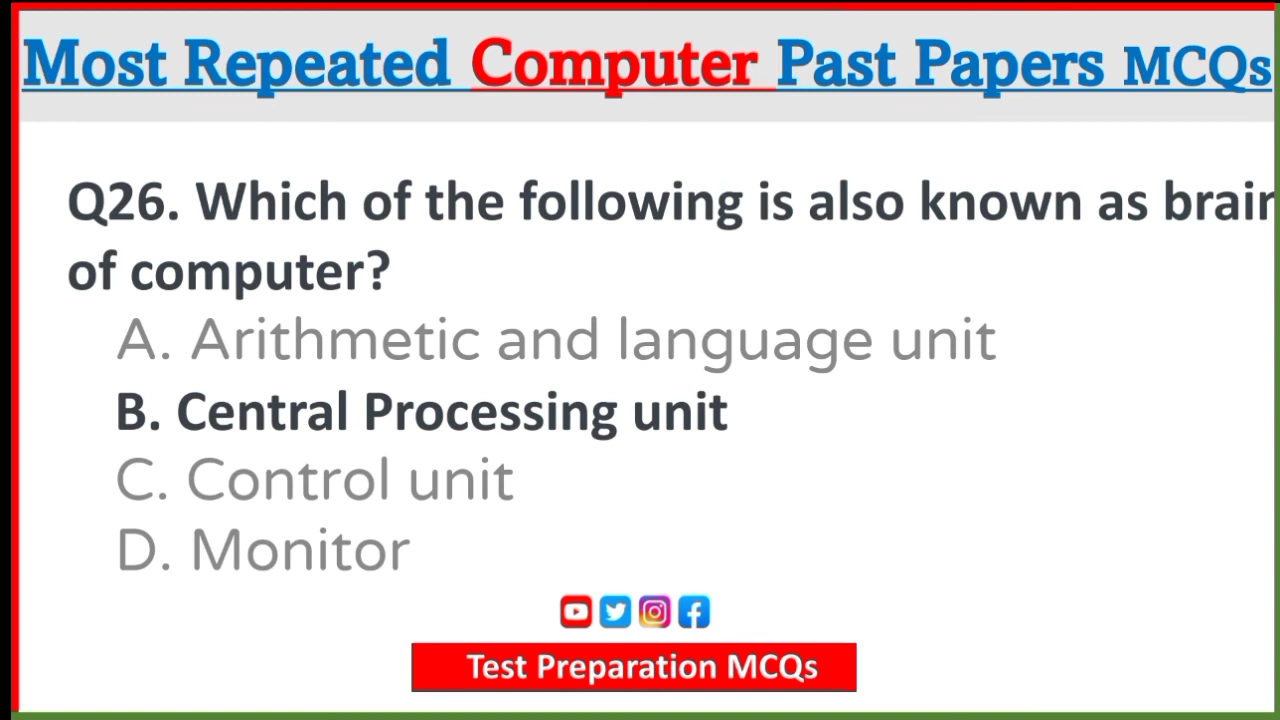 Most Repeated Computer Past Papers MCQs
Q26. Which of the following is also known as brain
of computer?
A. Arithmetic and language unit
B. Central Processing unit
C. Control unit
D. Monitor
Test Preparation MCQs